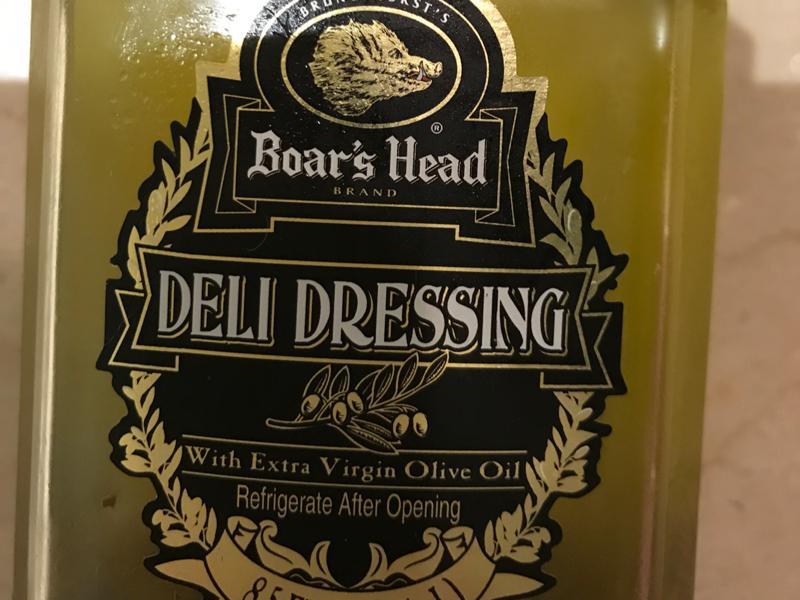 Boar's Head®
BRAND
DELI DRESSING
With Extra Virgin Olive Oil
Refrigerate After Opening